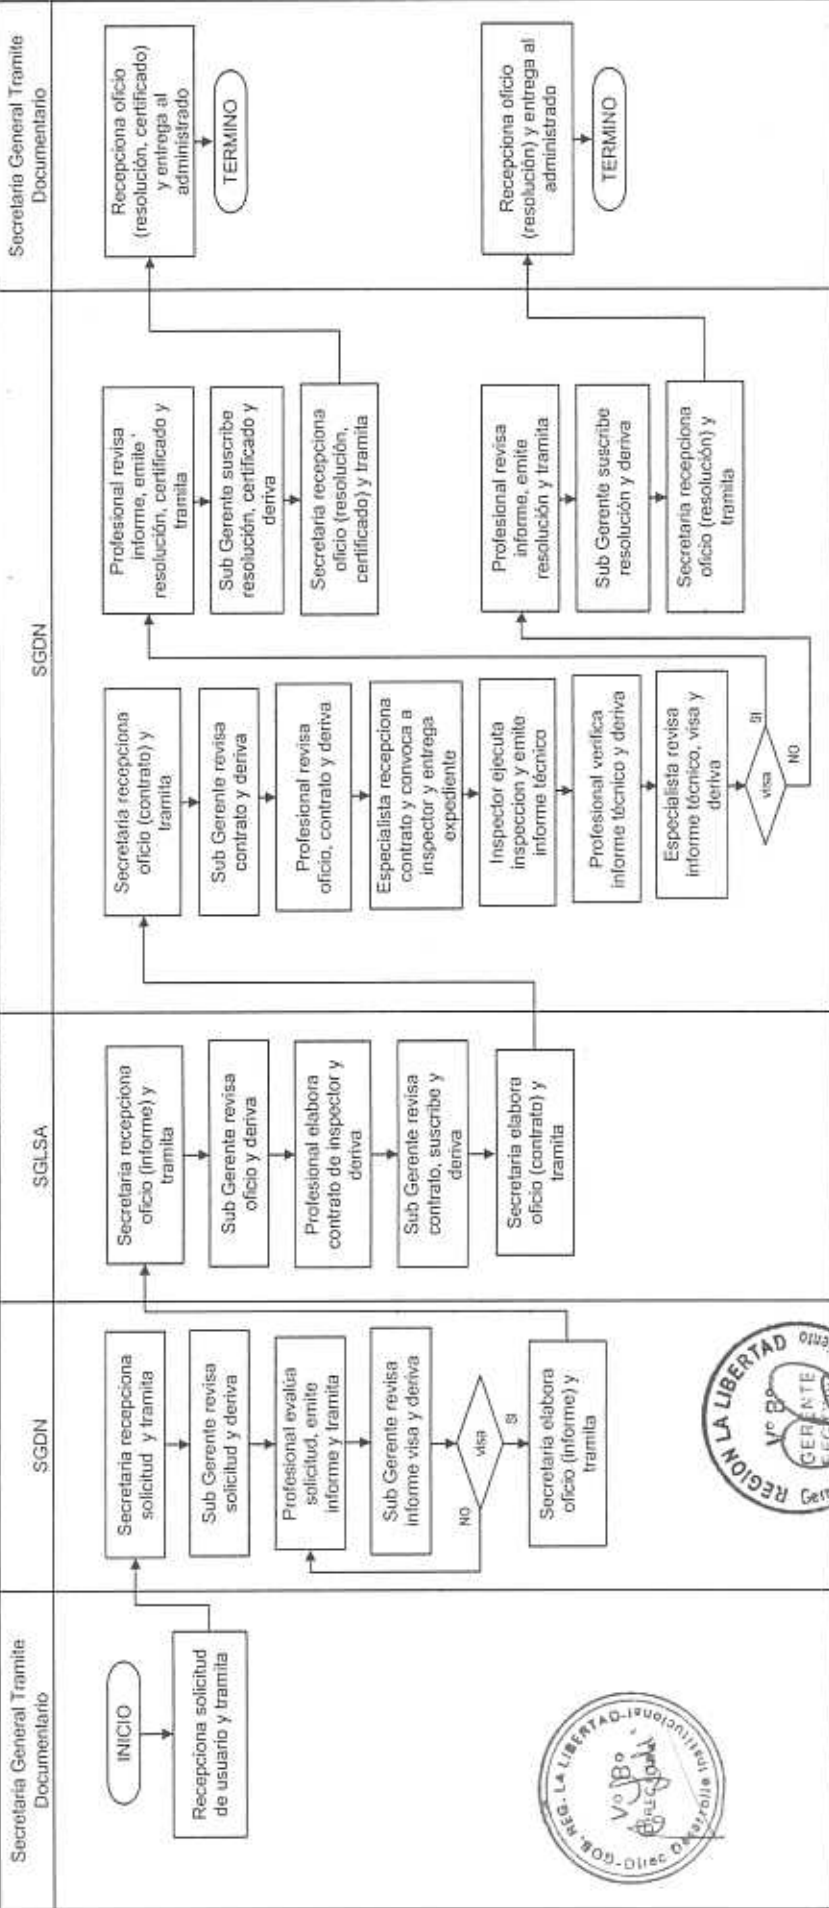 Secretaria General Tramite
Documentario
INICIO
Recepciona solicitud
de usuario y tramita
SGDN
Secretaria recepciona
solicitud y tramita
Sub Gerente revisa
solicitud y deriva
Profesional evalúa
solicitud, emite
informe y tramita
Sub Gerente revisa
informe visa y deriva
visa
NO
SI
Secretaria elabora
oficio (informe) y
tramita
SGLSA
Secretaria recepciona
oficio (informe) y
tramita
Sub Gerente revisa
oficio y deriva
Profesional elabora
contrato de inspector y
deriva
Sub Gerente revisa
contrato, suscribe y
deriva
Secretaria elabora
oficio (contrato) y
tramita
SGDN
Secretaria recepciona
oficio (contrato) y
tramita
Sub Gerente revisa
contrato y deriva
Profesional revisa
oficio, contrato y deriva
Especialista recepciona
contrato y convoca a
inspector y entrega
expediente
Inspector ejecuta
inspeccion y emite
informe técnico
Profesional verifica
informe técnico y deriva
Especialista revisa
informe técnico, visa y
deriva
visa
SI
NO
Profesional revisa
informe, emite
resolución, certificado y
tramita
Sub Gerente suscribe
resolución, certificado y
deriva
Secretaria recepciona
oficio (resolución,
certificado) y tramita
Profesional revisa
informe, emite
resolución y tramita
Sub Gerente suscribe
resolución y deriva
Secretaria recepciona
oficio (resolución) y
tramita
Secretaria General Tramite
Documentario
Recepciona oficio
(resolución, certificado)
y entrega al
administrado
TERMINO
Recepciona oficio
(resolución) y entrega al
administrado
TERMINO
GOB. REG. LA LIBERTAD
Desarrollo Institucional
V° B°
REGION LA LIBERTAD
V° B°
GERENTE